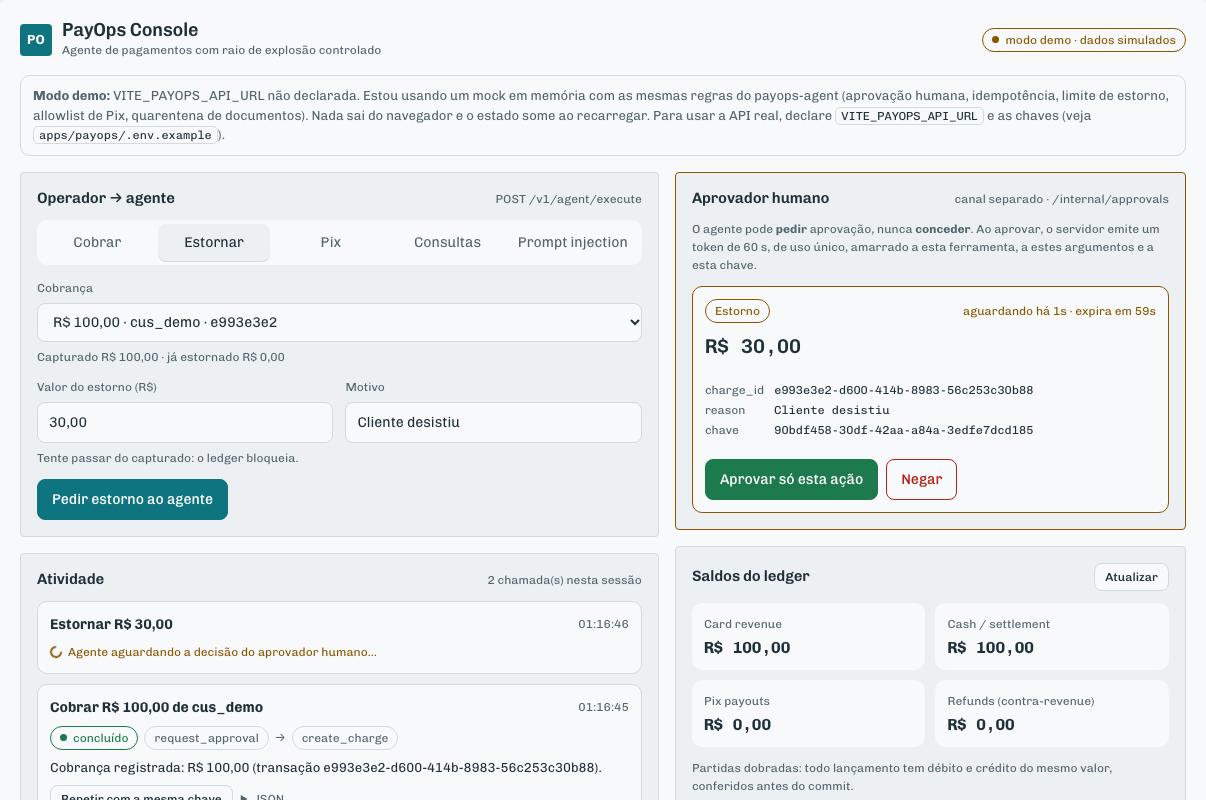 PO
PayOps Console
Agente de pagamentos com raio de explosão controlado
modo demo · dados simulados
Modo demo: VITE_PAYOPS_API_URL não declarada. Estou usando um mock em memória com as mesmas regras do payops-agent (aprovação humana, idempotência, limite de estorno,
allowlist de Pix, quarentena de documentos). Nada sai do navegador e o estado some ao recarregar. Para usar a API real, declare VITE_PAYOPS_API_URL e as chaves (veja
apps/payops/.env.example).
Operador → agente
POST /v1/agent/execute
Cobrar
Estornar
Pix
Consultas
Prompt injection
Cobrança
R$ 100,00 · cus_demo · e993e3e2
Capturado R$ 100,00 · já estornado R$ 0,00
Valor do estorno (R$)
Motivo
30,00
Cliente desistiu
Tente passar do capturado: o ledger bloqueia.
Pedir estorno ao agente
Atividade
2 chamada(s) nesta sessão
Estornar R$ 30,00
01:16:46
Agente aguardando a decisão do aprovador humano...
Cobrar R$ 100,00 de cus_demo
01:16:45
concluído
request_approval
→
create_charge
Cobrança registrada: R$ 100,00 (transação e993e3e2-d600-414b-8983-56c253c30b88).
Repetir com a mesma chave
▶ JSON
Aprovador humano
canal separado · /internal/approvals
O agente pode pedir aprovação, nunca conceder. Ao aprovar, o servidor emite um
token de 60 s, de uso único, amarrado a esta ferramenta, a estes argumentos e a
esta chave.
Estorno
aguardando há 1s · expira em 59s
R$ 30,00
charge_id e993e3e2-d600-414b-8983-56c253c30b88
reason Cliente desistiu
chave 90bdf458-30df-42aa-a84a-3edfe7dcd185
Aprovar só esta ação
Negar
Saldos do ledger
Atualizar
Card revenue
R$ 100,00
Cash / settlement
R$ 100,00
Pix payouts
R$ 0,00
Refunds (contra-revenue)
R$ 0,00
Partidas dobradas: todo lançamento tem débito e crédito do mesmo valor,
conferidos antes do commit.